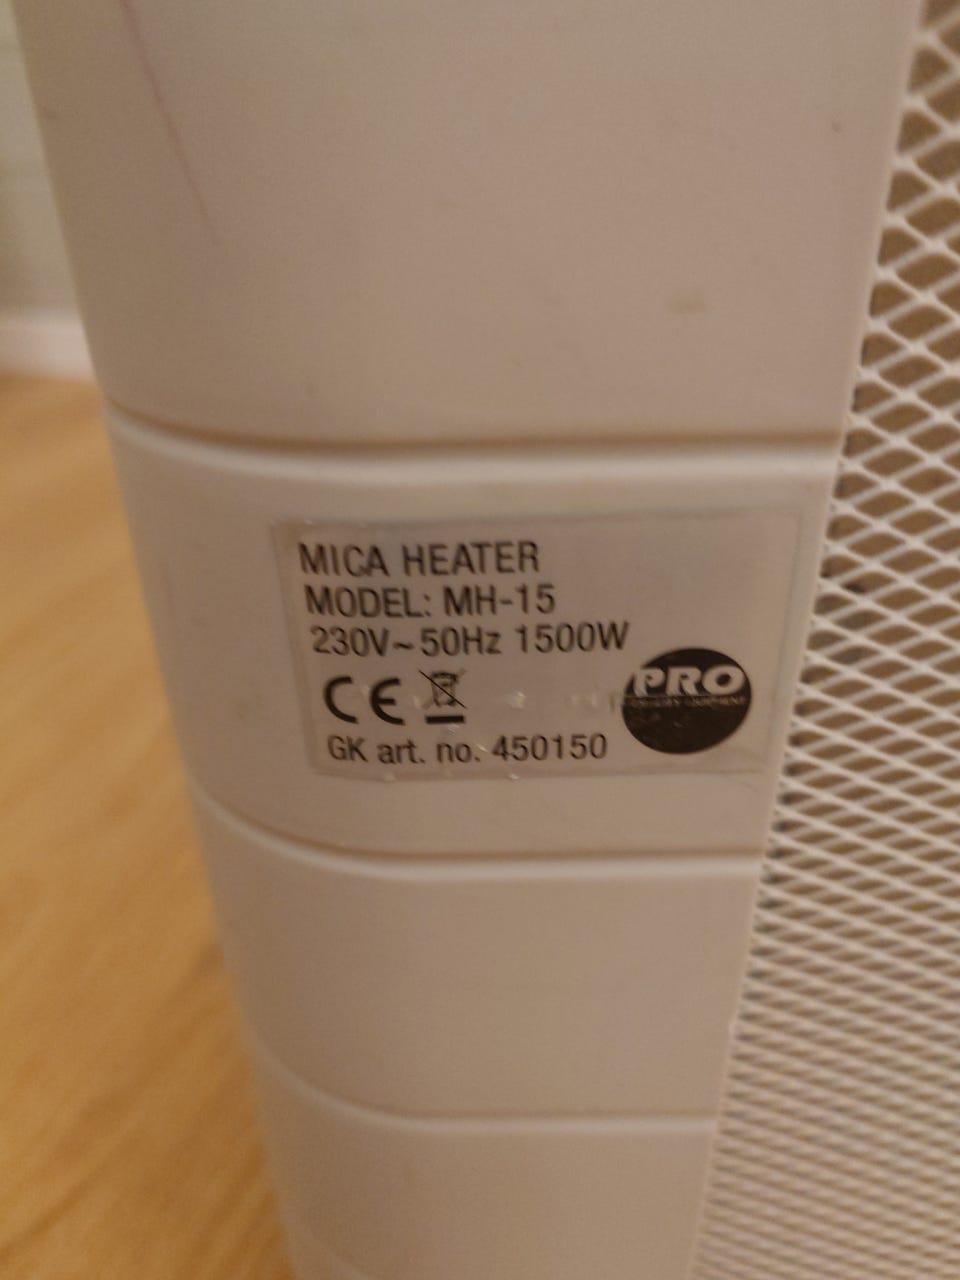 MICA HEATER
MODEL: MH-15
230V~50Hz 1500W
CE
PRO
GK art. no. 450150